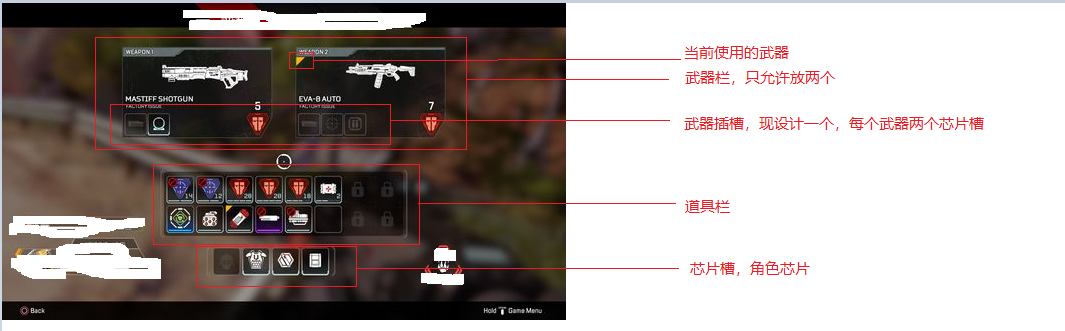 WEAPON 1
WEAPON 2
MASTIFF SHOTGUN
FACTORY ISSUE
5
EVA-8 AUTO
FACTORY ISSUE
7
14
12
20
20
18
2
Back
Hold
Game Menu
当前使用的武器
武器栏，只允许放两个
武器插槽，现设计一个，每个武器两个芯片槽
道具栏
芯片槽，角色芯片